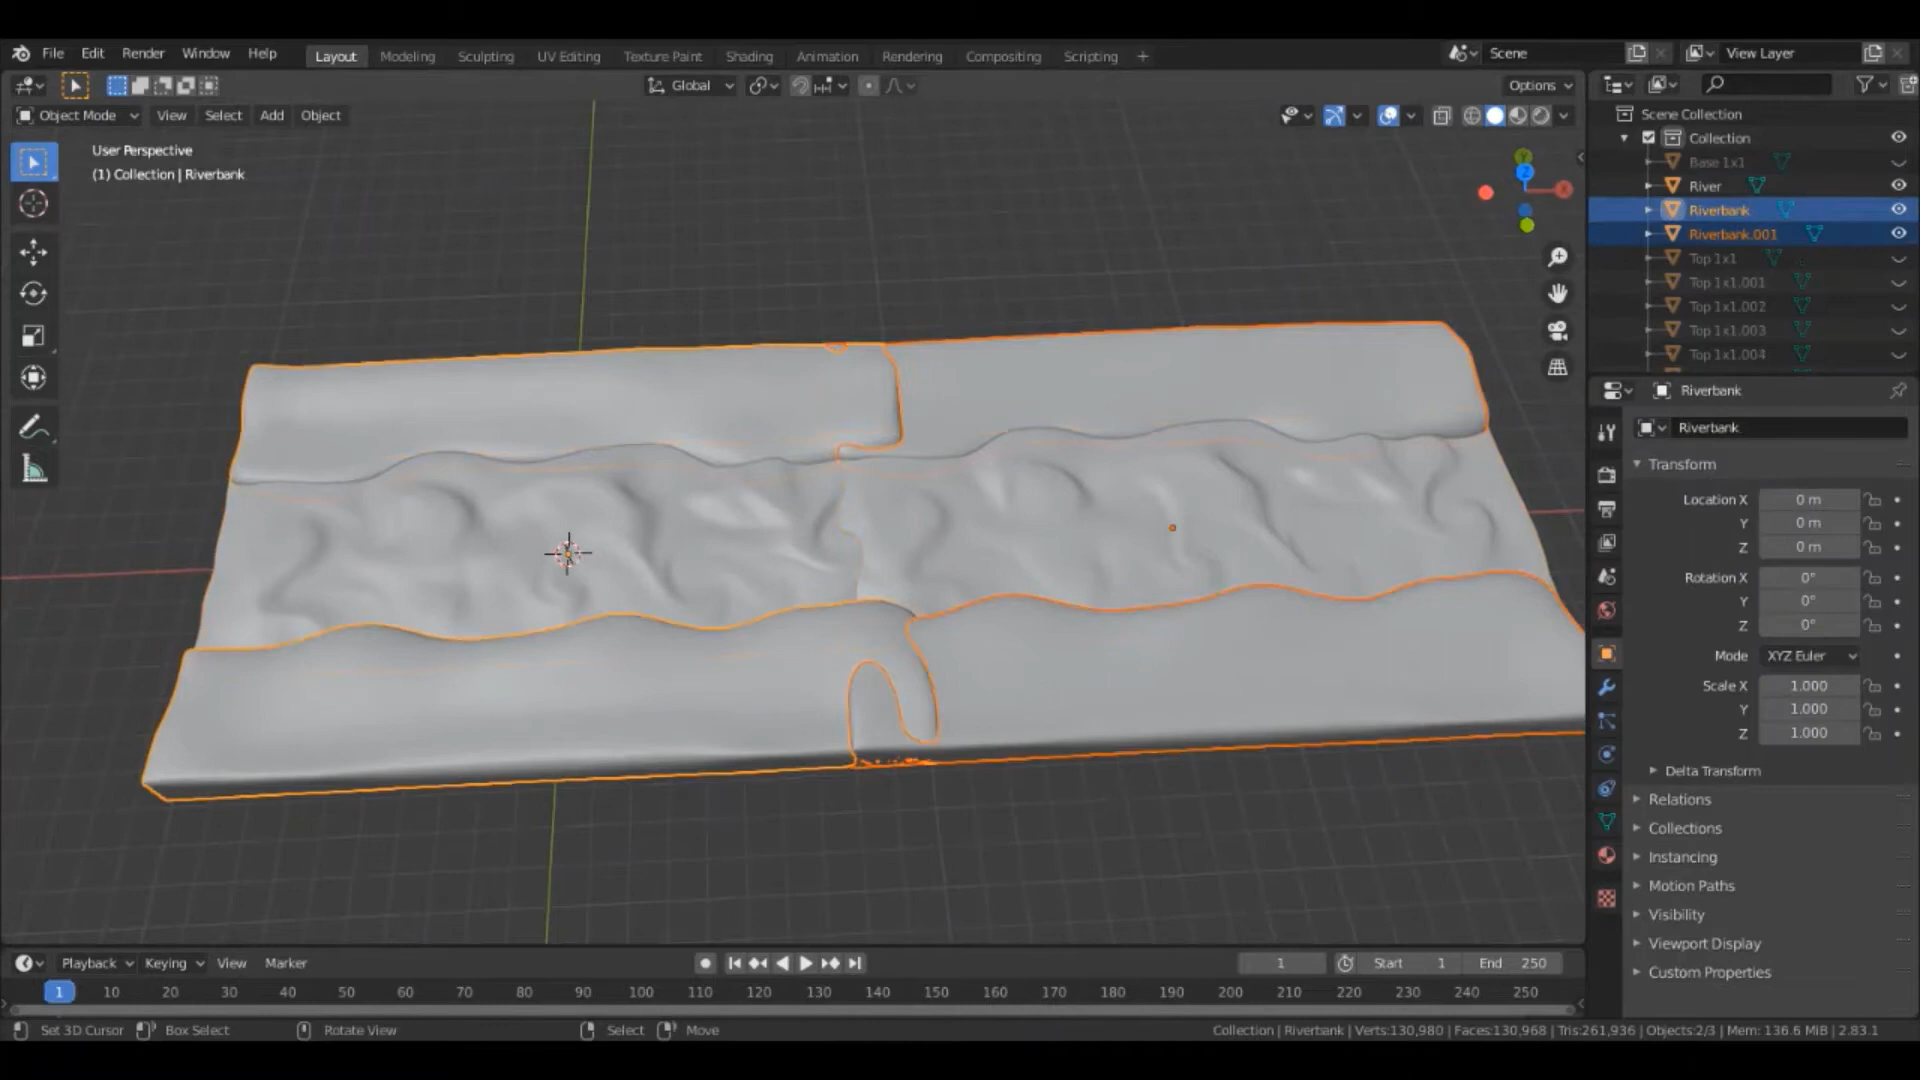 File Edit Render Window Help Layout Modeling Sculpting UV Editing Texture Paint Shading Animation Rendering Compositing Scripting + Scene View Layer
Global Options
Object Mode View Select Add Object
User Perspective
(1) Collection | Riverbank
Y
Z
X
Scene Collection
Collection
Base 1x1
River
Riverbank
Riverbank.001
Top 1x1
Top 1x1.001
Top 1x1.002
Top 1x1.003
Top 1x1.004
Riverbank
Riverbank
Transform
Location X 0 m
Y 0 m
Z 0 m
Rotation X 0°
Y 0°
Z 0°
Mode XYZ Euler
Scale X 1.000
Y 1.000
Z 1.000
Delta Transform
Relations
Collections
Instancing
Motion Paths
Visibility
Viewport Display
Custom Properties
Playback Keying View Marker 1 Start 1 End 250
1 10 20 30 40 50 60 70 80 90 100 110 120 130 140 150 160 170 180 190 200 210 220 230 240 250
Set 3D Cursor Box Select Rotate View Select Move Collection | Riverbank | Verts:130,980 | Faces:130,968 | Tris:261,936 | Objects:2/3 | Mem: 136.6 MiB | 2.83.1